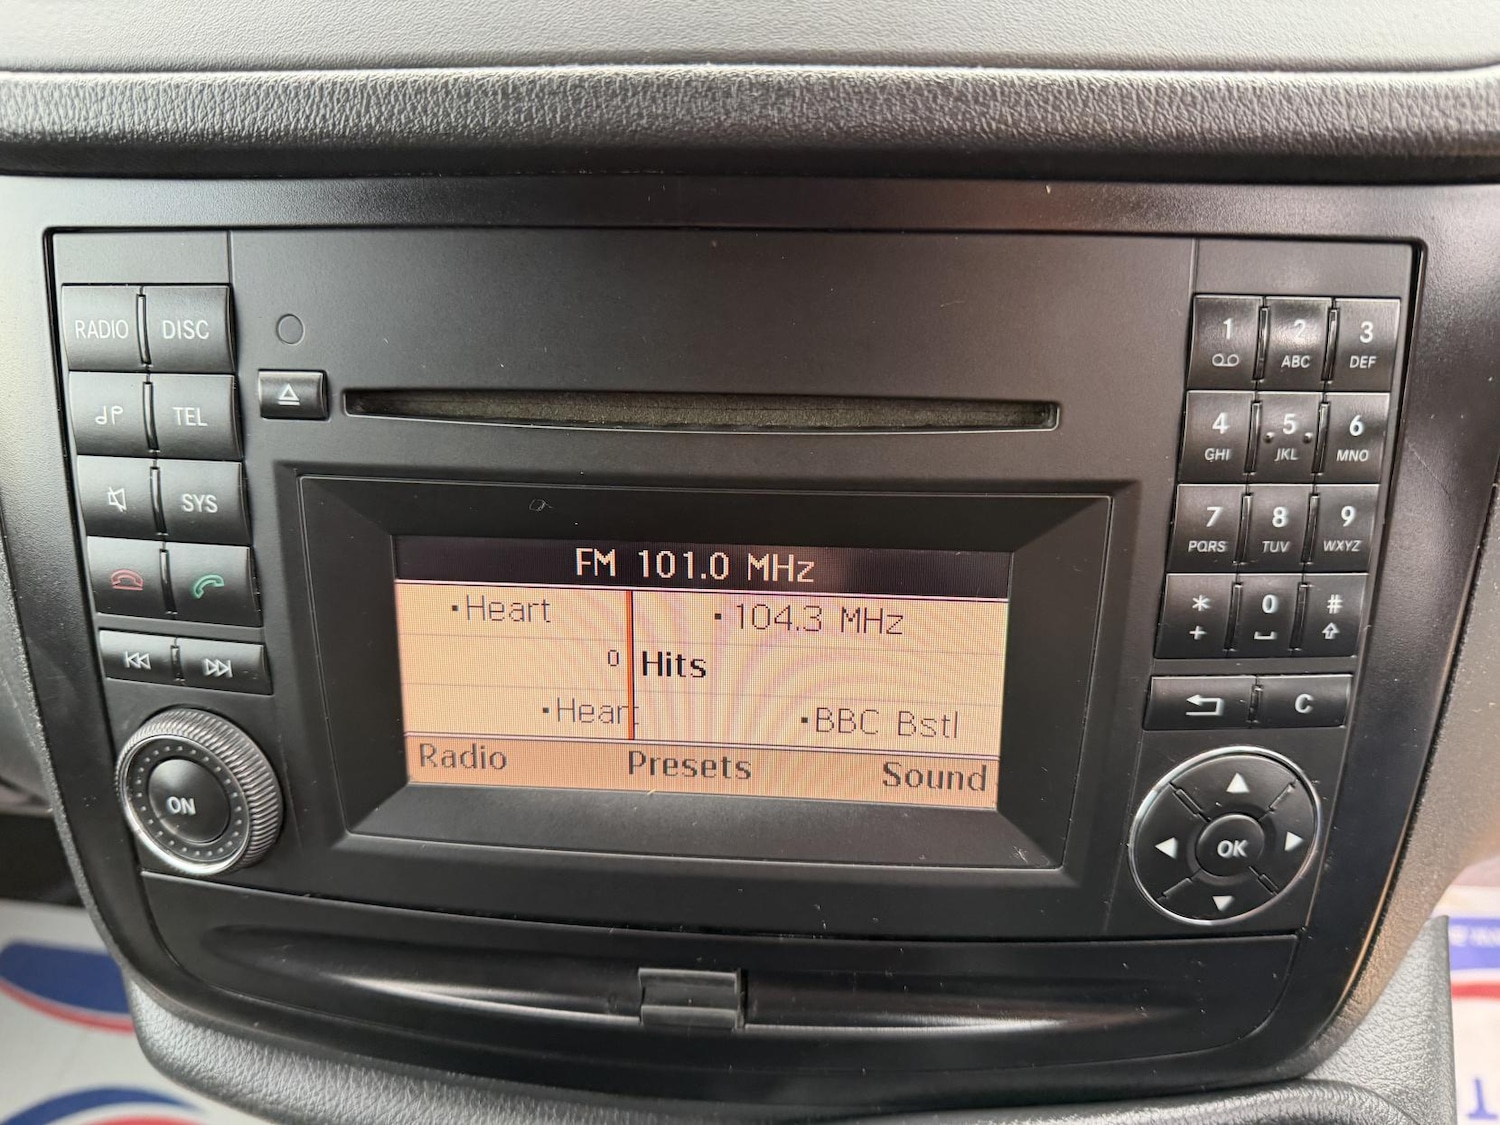 RADIO DISC
TEL
SYS
ON
FM 101.0 MHz
Heart 104.3 MHz
0 Hits
Hear BBC Bstl
Radio Presets Sound
1 2 3
ABC DEF
4 5 6
GHI JKL MNO
7 8 9
PQRS TUV WXYZ
* 0 #
+
C
OK